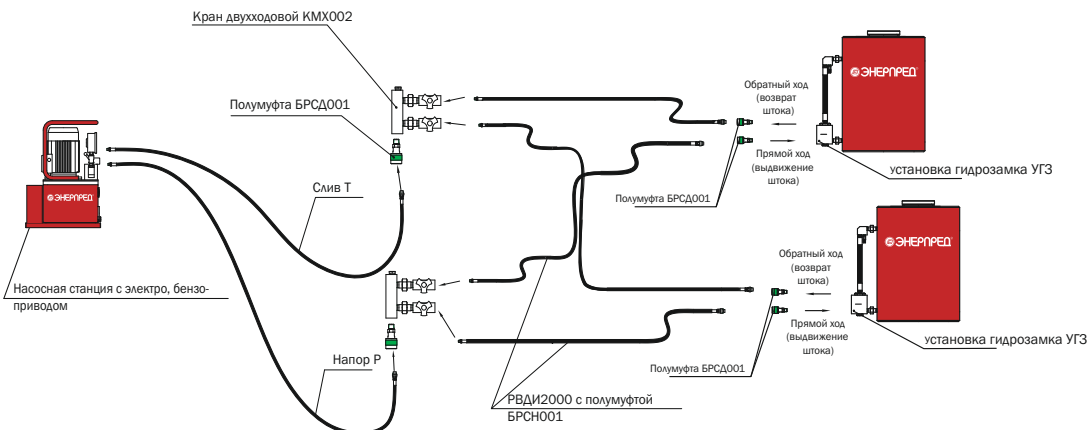 Кран двухходовой КМХ002
Полумуфта БРСД001
ЭНЕРПРЕД
Слив Т
Насосная станция с электро, бензо-
приводом
Напор Р
РВДИ2000 с полумуфтой
БРСН001
Обратный ход
(возврат
штока)
Прямой ход
(выдвижение
штока)
Полумуфта БРСД001
ЭНЕРПРЕД
установка гидрозамка УГЗ
Обратный ход
(возврат
штока)
Прямой ход
(выдвижение
штока)
Полумуфта БРСД001
ЭНЕРПРЕД
установка гидрозамка УГЗ